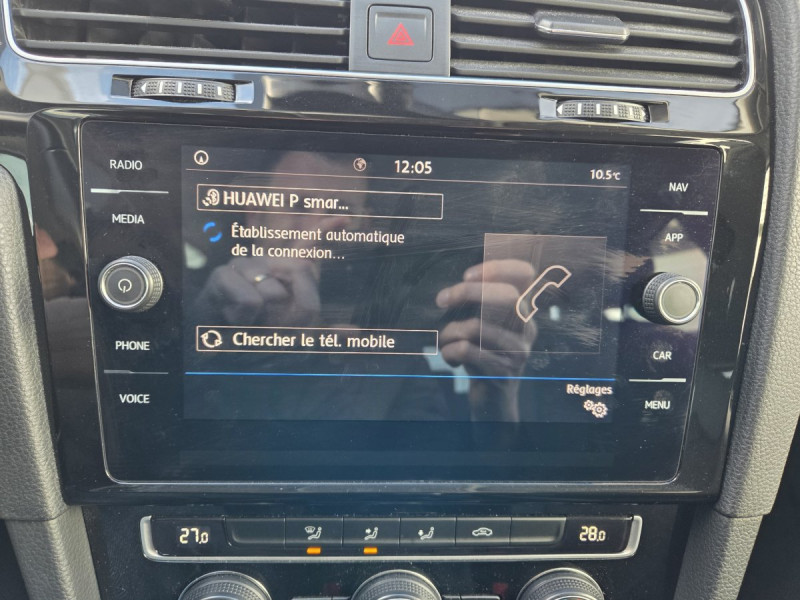 RADIO
MEDIA
PHONE
VOICE
12:05
10.5°C
HUAWEI P smar...
Établissement automatique
de la connexion...
Chercher le tél. mobile
Réglages
NAV
APP
CAR
MENU
27.0
28.0